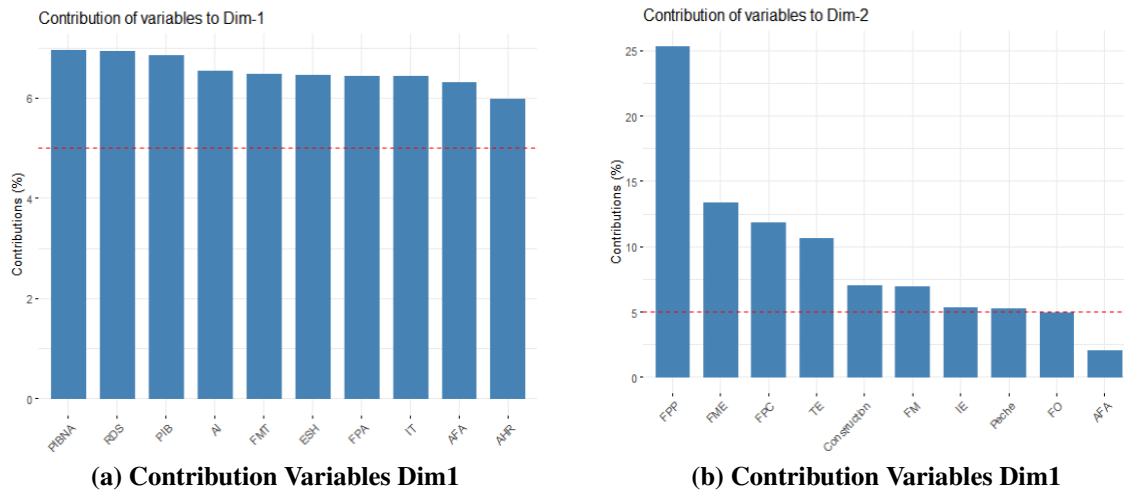 Contribution of variables to Dim-1
Contributions (%)
6
4
2
0
PIBNA
RDS
PIB
AI
FMT
ESH
FPA
IT
AFA
AHR
(a) Contribution Variables Dim1
Contribution of variables to Dim-2
Contributions (%)
25
20
15
10
5
0
FPP
FME
FPC
TE
Construction
FM
IE
Peche
FO
AFA
(b) Contribution Variables Dim1